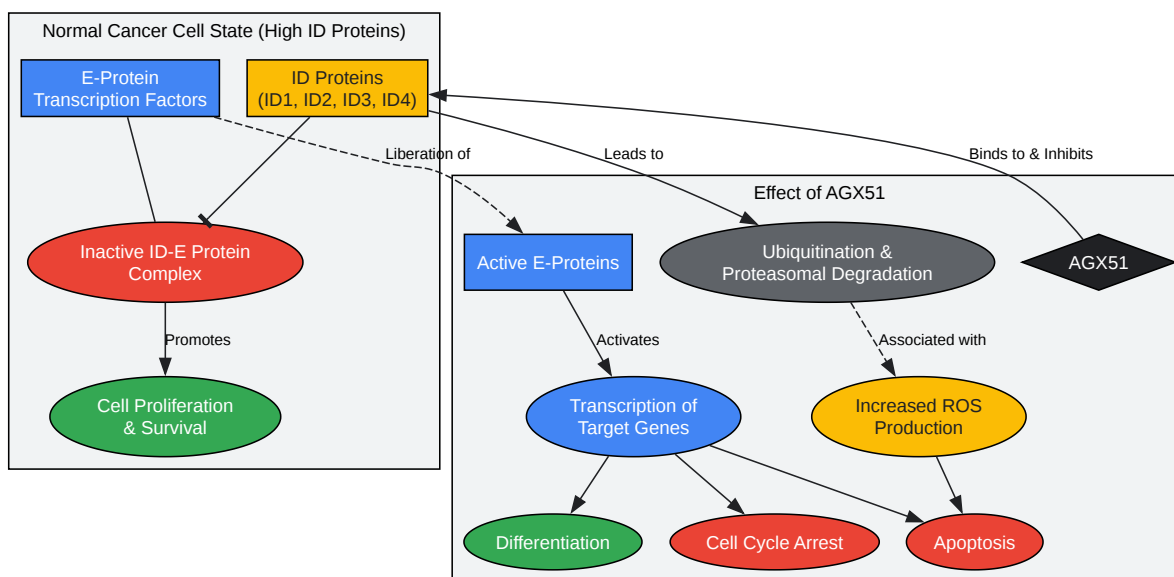 Normal Cancer Cell State (High ID Proteins)
E-Protein
Transcription Factors
ID Proteins
(ID1, ID2, ID3, ID4)
Liberation of
Leads to
Binds to & Inhibits
Effect of AGX51
Inactive ID-E Protein
Complex
Active E-Proteins
Ubiquitination &
Proteasomal Degradation
AGX51
Promotes
Activates
Associated with
Cell Proliferation
& Survival
Transcription of
Target Genes
Increased ROS
Production
Differentiation
Cell Cycle Arrest
Apoptosis